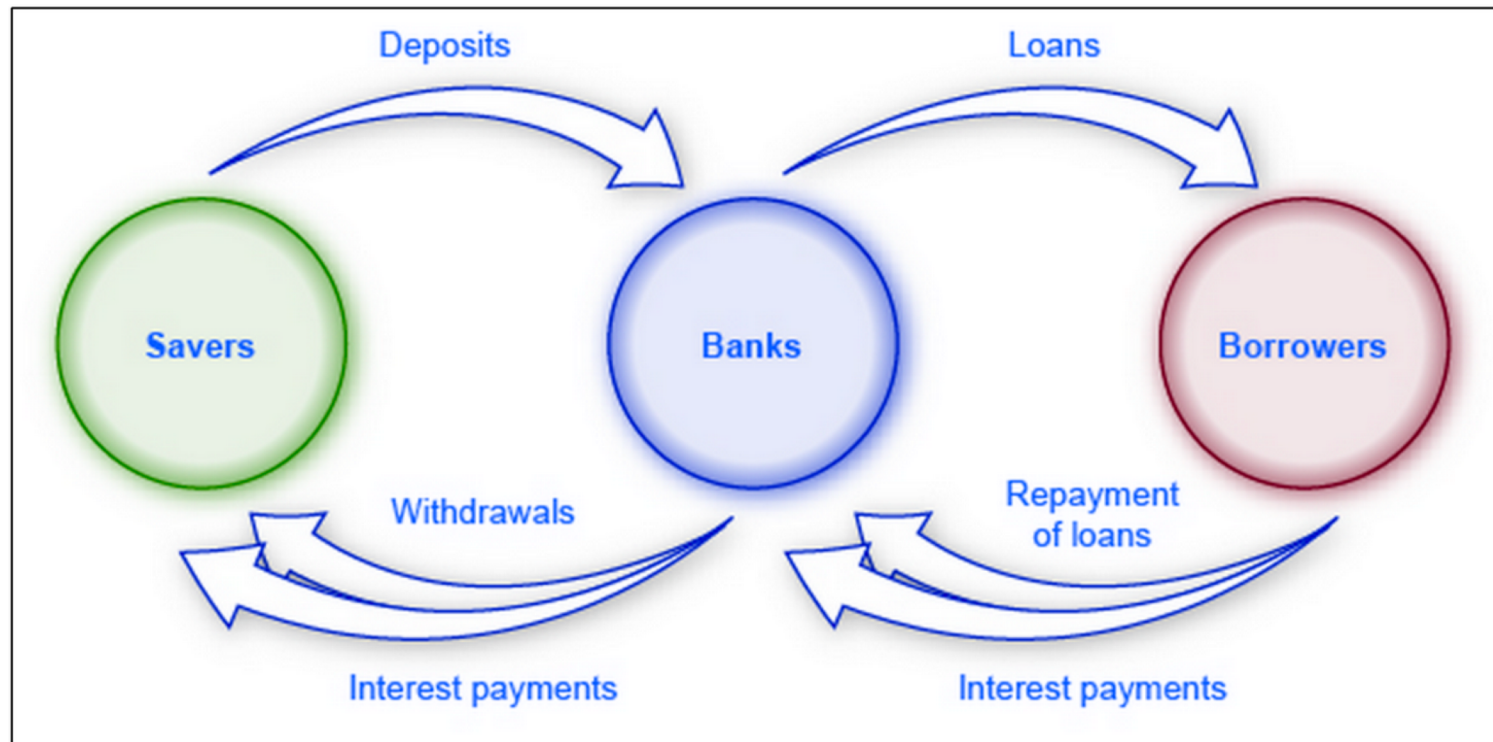 Deposits
Loans
Savers
Banks
Borrowers
Withdrawals
Repayment
of loans
Interest payments
Interest payments